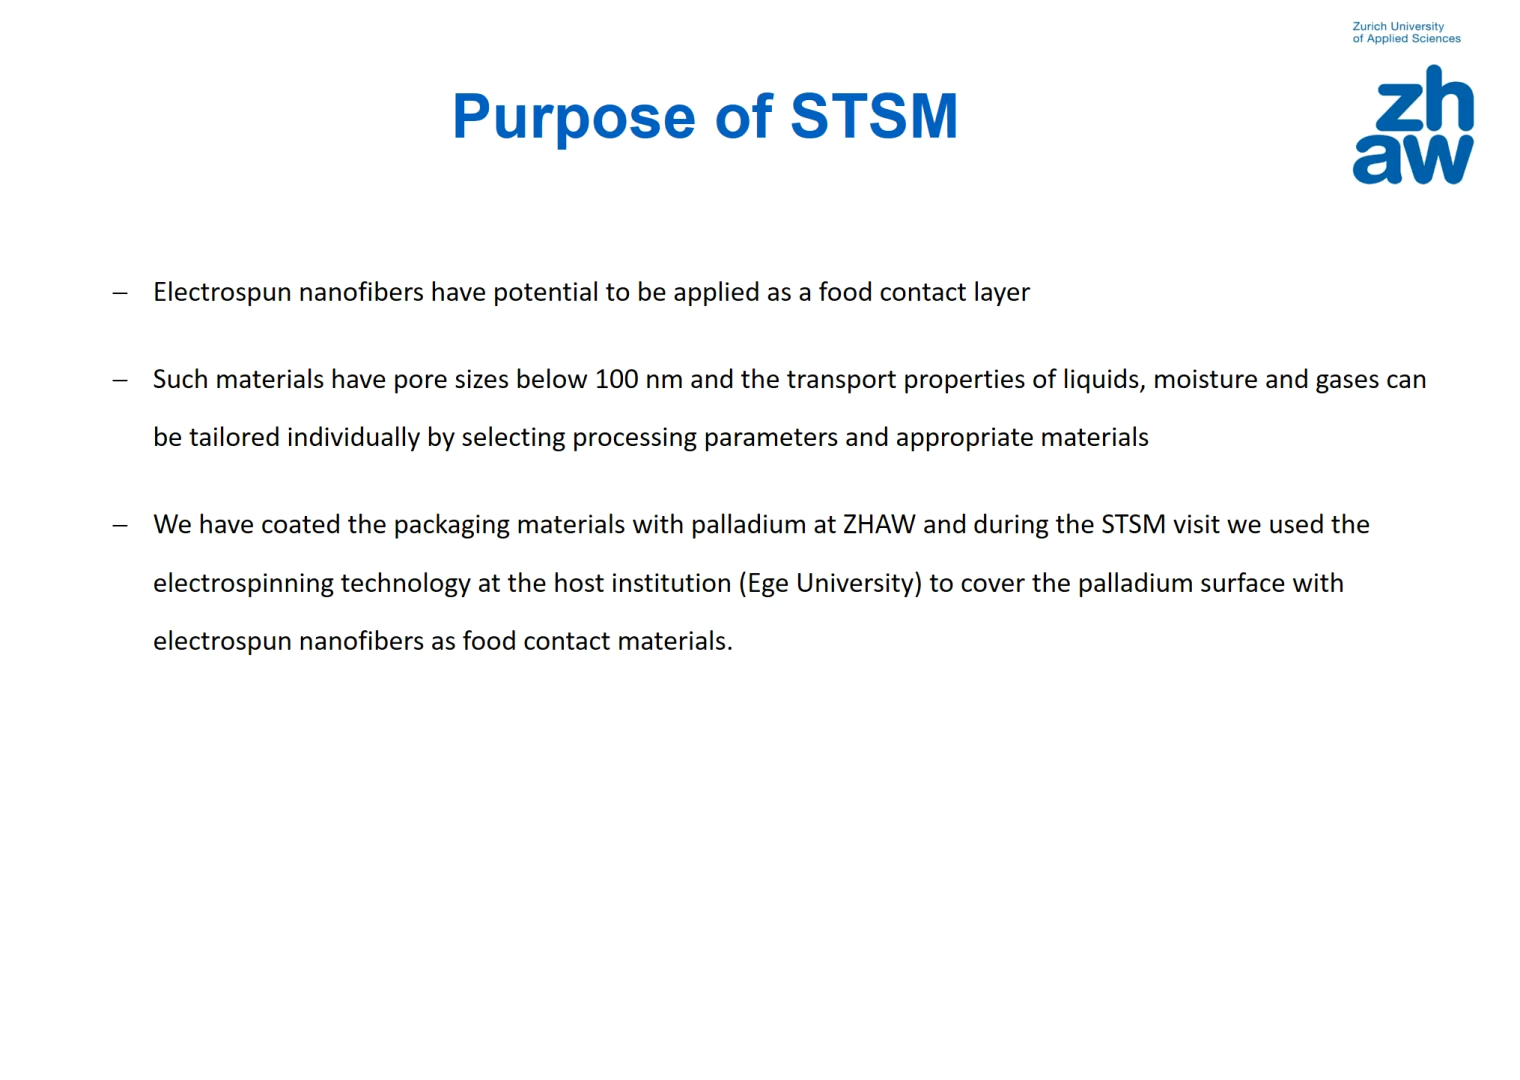 Zurich University
of Applied Sciences
zh
aw
Purpose of STSM
– Electrospun nanofibers have potential to be applied as a food contact layer
– Such materials have pore sizes below 100 nm and the transport properties of liquids, moisture and gases can
be tailored individually by selecting processing parameters and appropriate materials
– We have coated the packaging materials with palladium at ZHAW and during the STSM visit we used the
electrospinning technology at the host institution (Ege University) to cover the palladium surface with
electrospun nanofibers as food contact materials.